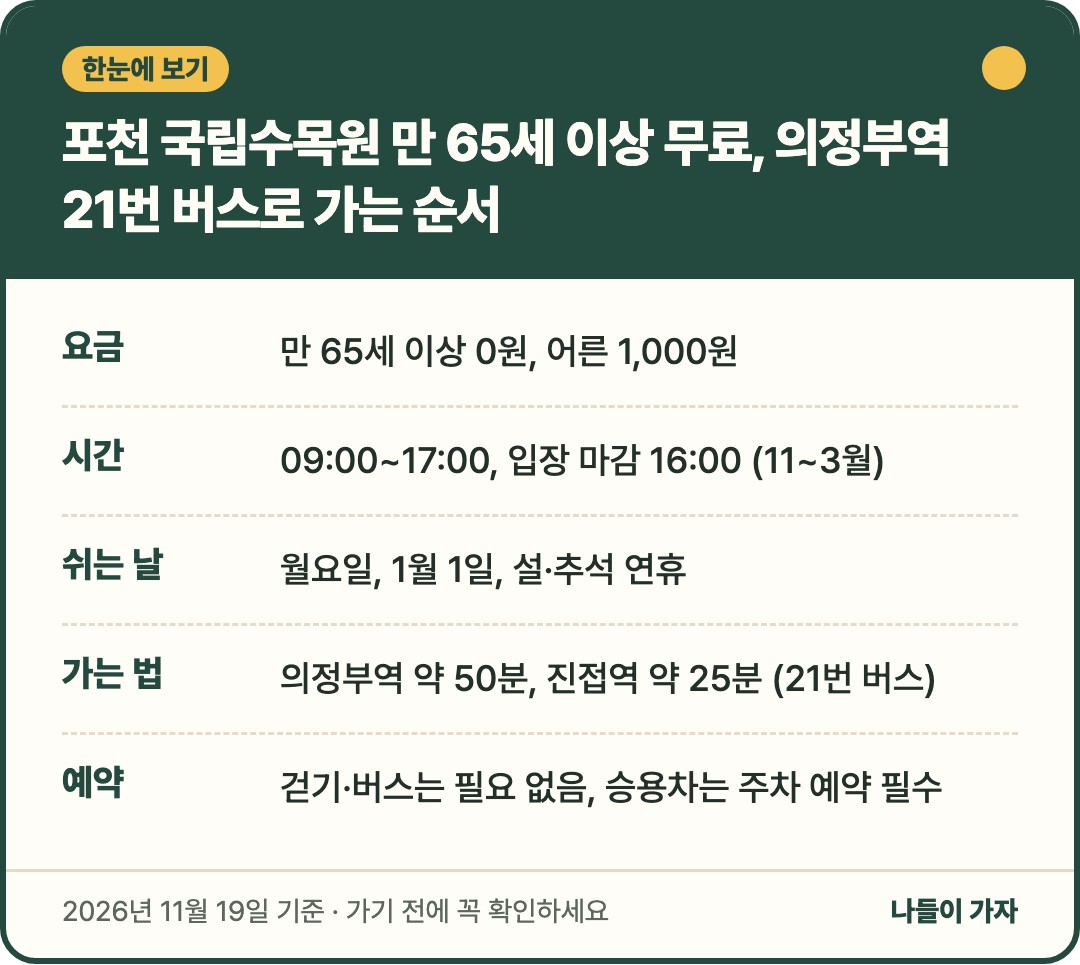 한눈에 보기
포천 국립수목원 만 65세 이상 무료, 의정부역
21번 버스로 가는 순서
요금
만 65세 이상 0원, 어른 1,000원
시간
09:00~17:00, 입장 마감 16:00 (11~3월)
쉬는 날
월요일, 1월 1일, 설·추석 연휴
가는 법
의정부역 약 50분, 진접역 약 25분 (21번 버스)
예약
걷기·버스는 필요 없음, 승용차는 주차 예약 필수
2026년 11월 19일 기준 · 가기 전에 꼭 확인하세요
나들이 가자